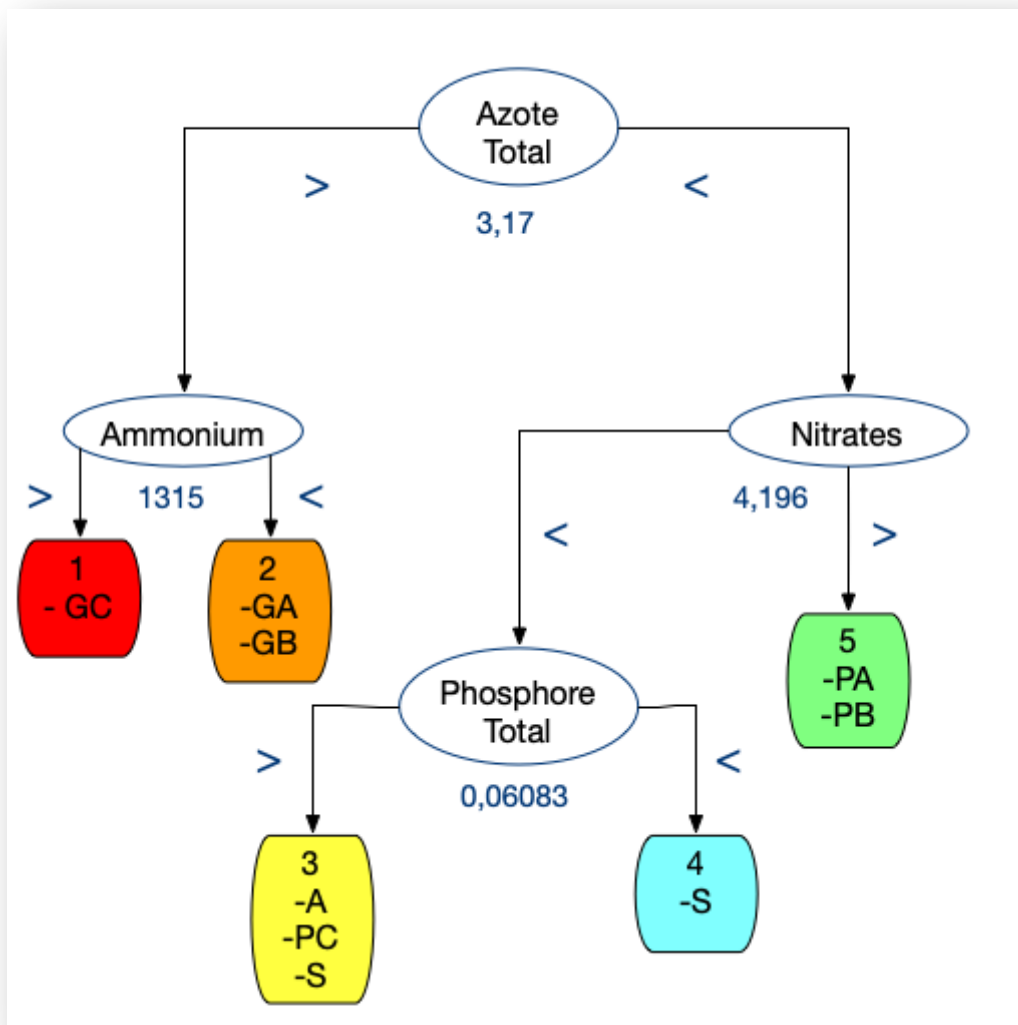 Azote
Total
>
<
3,17
Ammonium
Nitrates
>
1315
<
4,196
<
>
1
- GC
2
-GA
-GB
5
-PA
-PB
Phosphore
Total
>
<
0,06083
3
-A
-PC
-S
4
-S